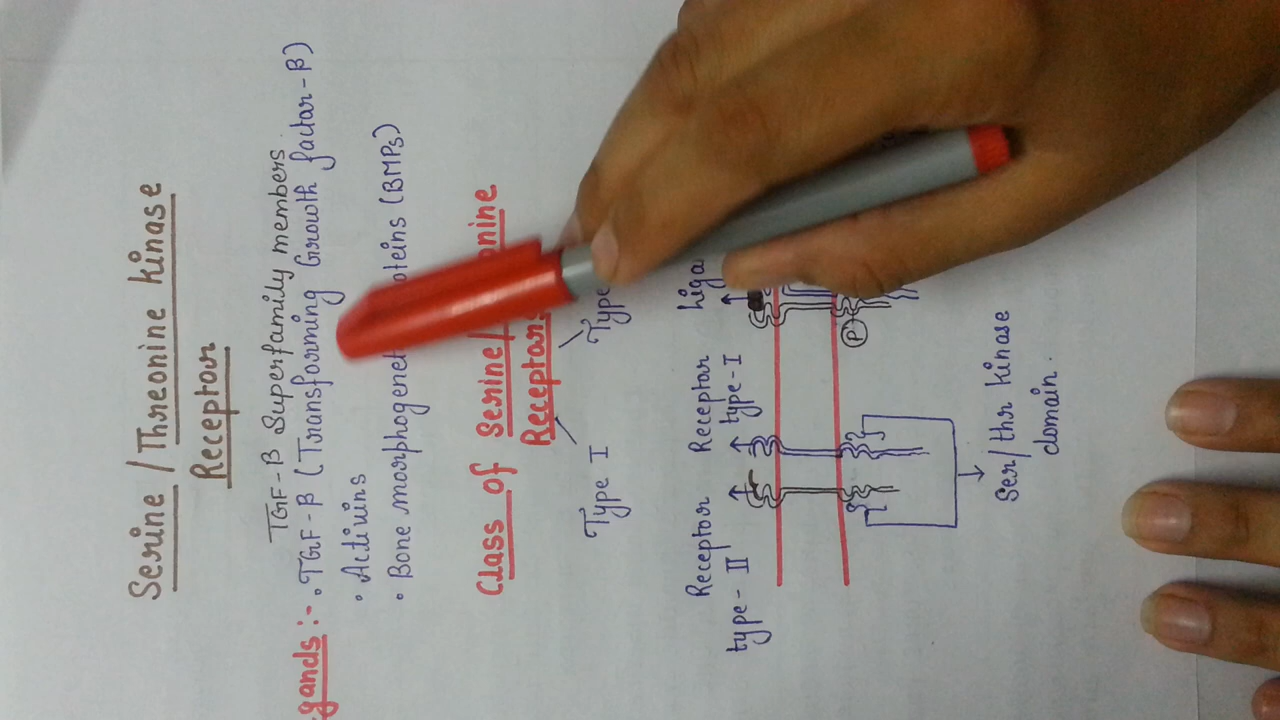 Serine/Threonine kinase
Receptor
TGF-B Superfamily members
gands:- • TGF-B (Transforming Growth factor-B)
• Activins
• Bone morphogenet oteins (BMPs)
Class of Serine/ onine
Receptor
Type I Type
Receptor Receptor Liga
type-II type-I
P
Ser/thr kinase
domain.